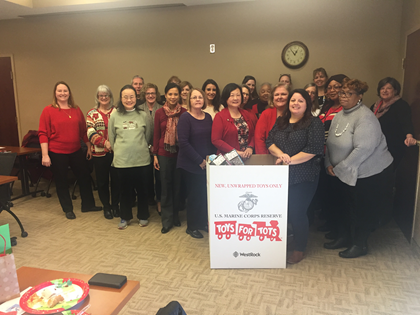 NEW, UNWRAPPED TOYS ONLY
U.S. MARINE CORPS RESERVE
TOYS FOR TOTS
WestRock